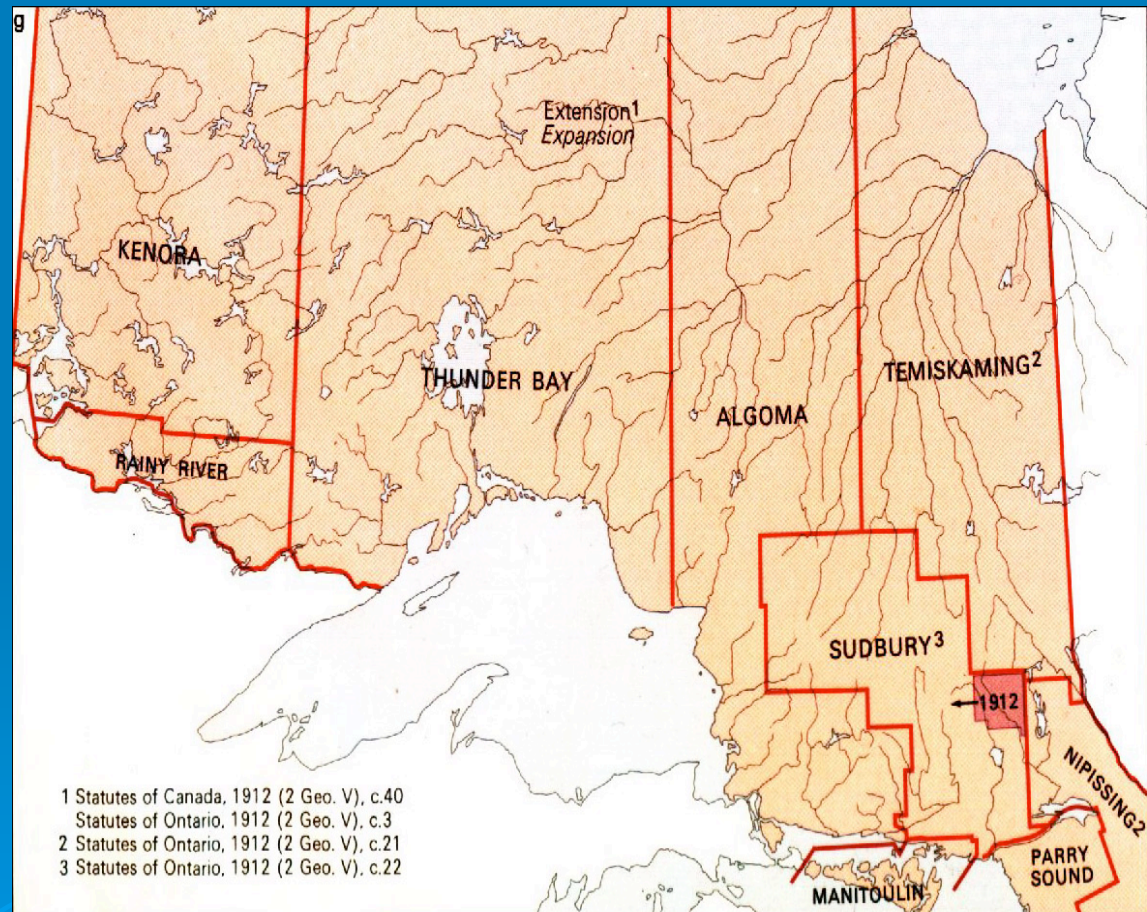 g
Extension1
Expansion
KENORA
THUNDER BAY
TEMISKAMING2
ALGOMA
RAINY RIVER
SUDBURY3
1912
NIPISSING2
PARRY
SOUND
MANITOULIN
1 Statutes of Canada, 1912 (2 Geo. V), c.40
Statutes of Ontario, 1912 (2 Geo. V), c.3
2 Statutes of Ontario, 1912 (2 Geo. V), c.21
3 Statutes of Ontario, 1912 (2 Geo. V), c.22